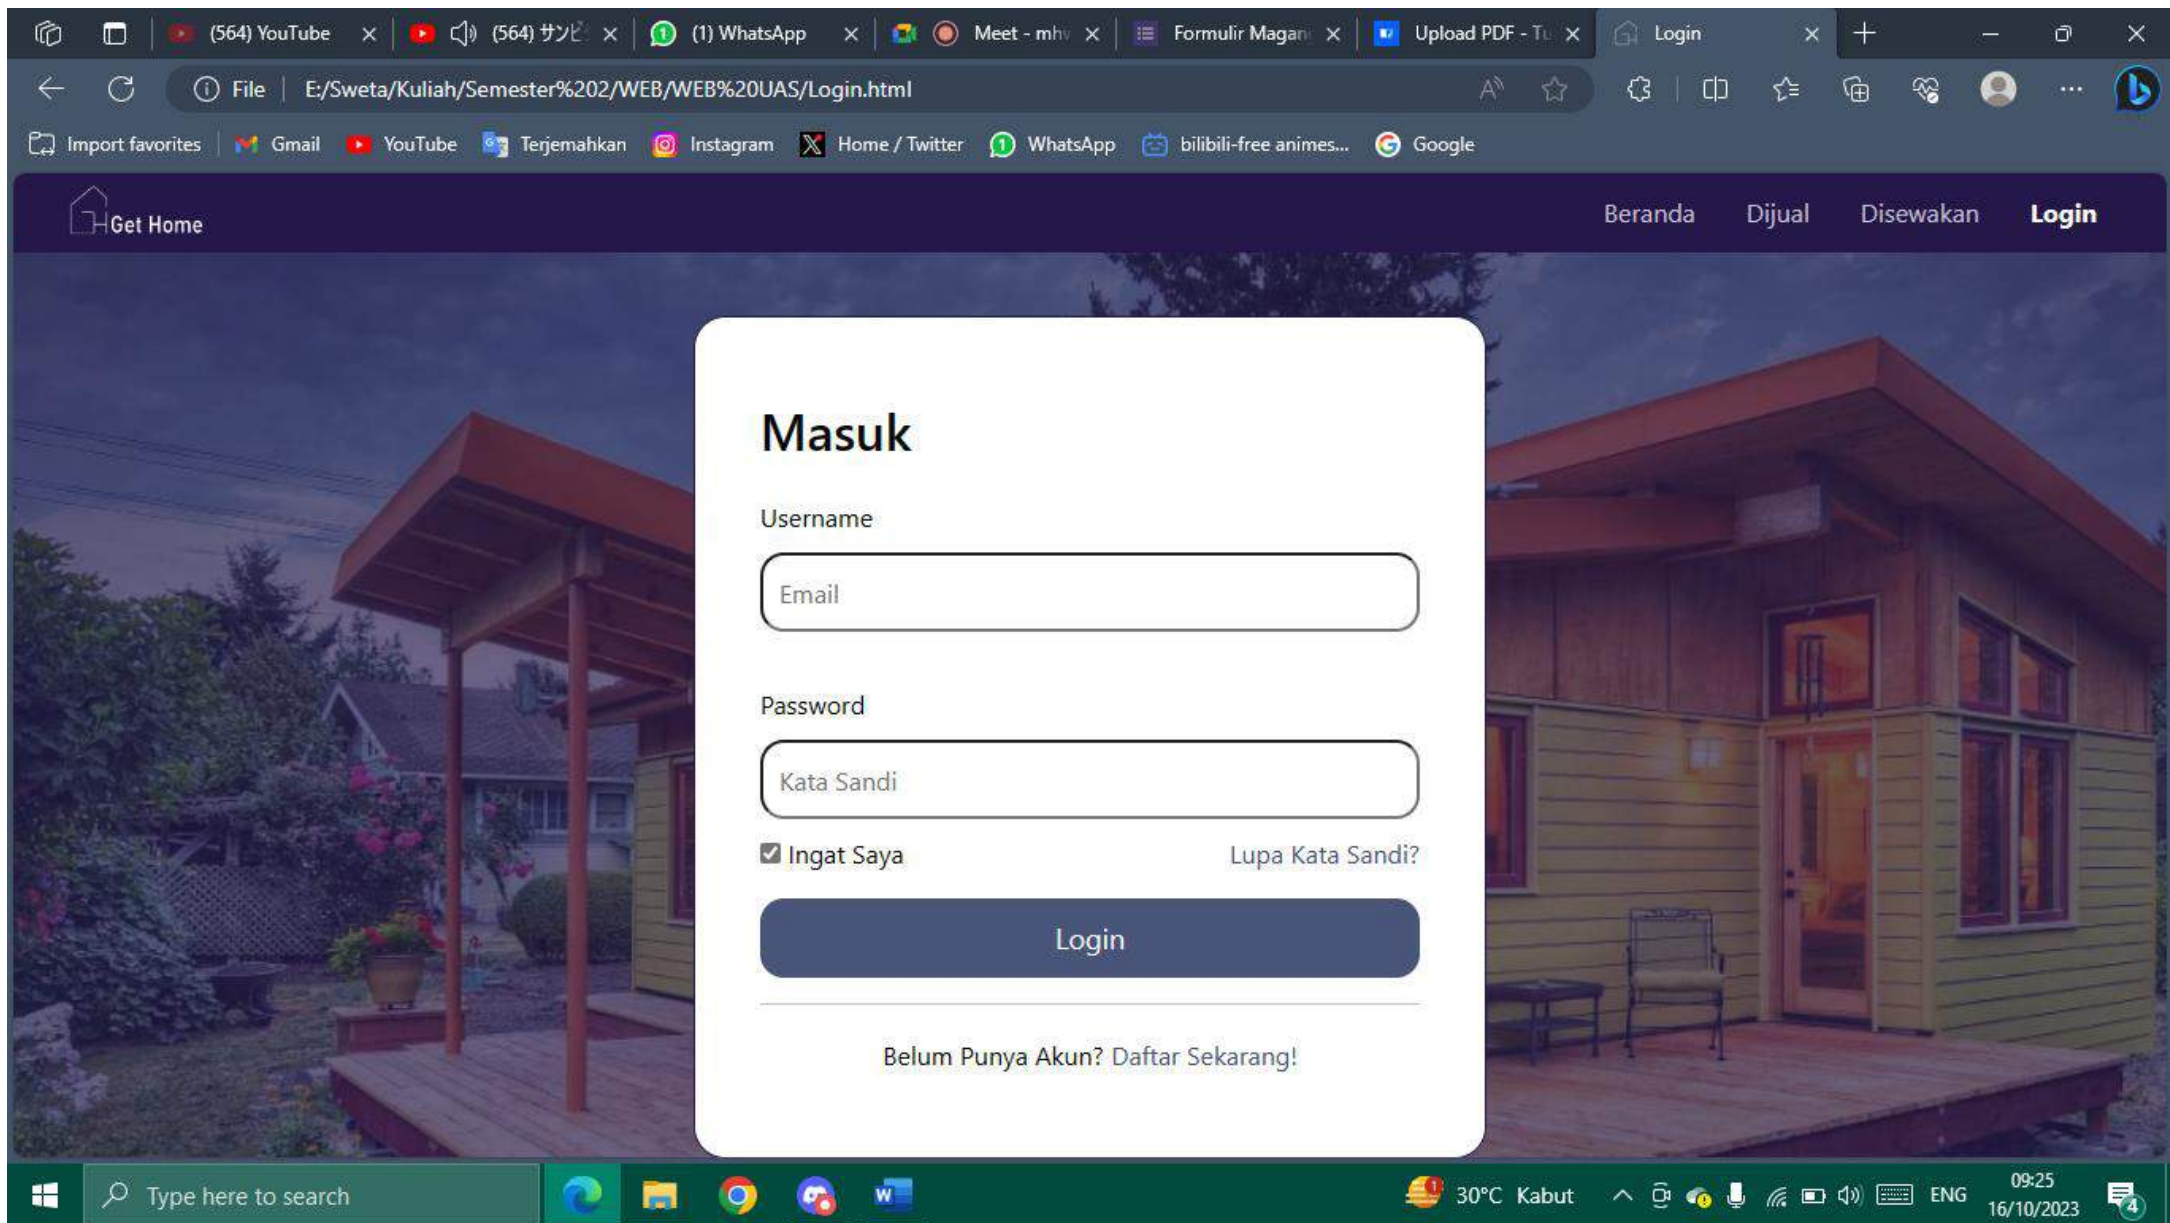 (564) YouTube
(564) サンビ
(1) WhatsApp
Meet - mh
Formulir Magan
Upload PDF - Tu
Login
File
E:/Sweta/Kuliah/Semester%202/WEB/WEB%20UAS/Login.html
Import favorites
Gmail
YouTube
Terjemahkan
Instagram
Home / Twitter
WhatsApp
bilibili-free animes...
Google
Get Home
Beranda
Dijual
Disewakan
Login
Masuk
Username
Email
Password
Kata Sandi
Ingat Saya
Lupa Kata Sandi?
Login
Belum Punya Akun? Daftar Sekarang!
Type here to search
30°C Kabut
ENG
09:25
16/10/2023
4